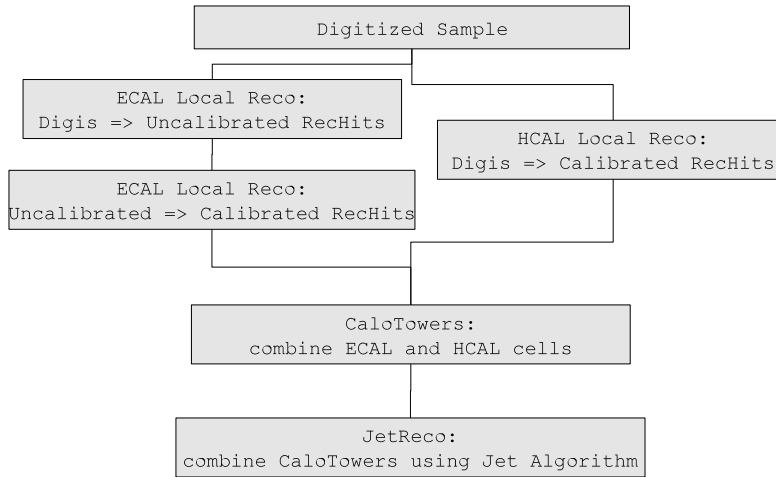 Digitized Sample
ECAL Local Reco:
Digis => Uncalibrated RecHits
HCAL Local Reco:
Digis => Calibrated RecHits
ECAL Local Reco:
Uncalibrated => Calibrated RecHits
CaloTowers:
combine ECAL and HCAL cells
JetReco:
combine CaloTowers using Jet Algorithm